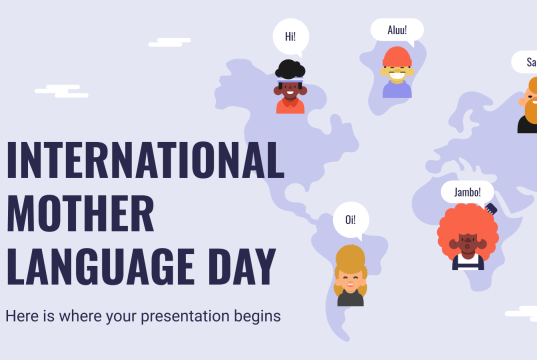 Hi!
Aluu!
Sa
INTERNATIONAL
MOTHER
LANGUAGE DAY
Jambo!
Oi!
Here is where your presentation begins